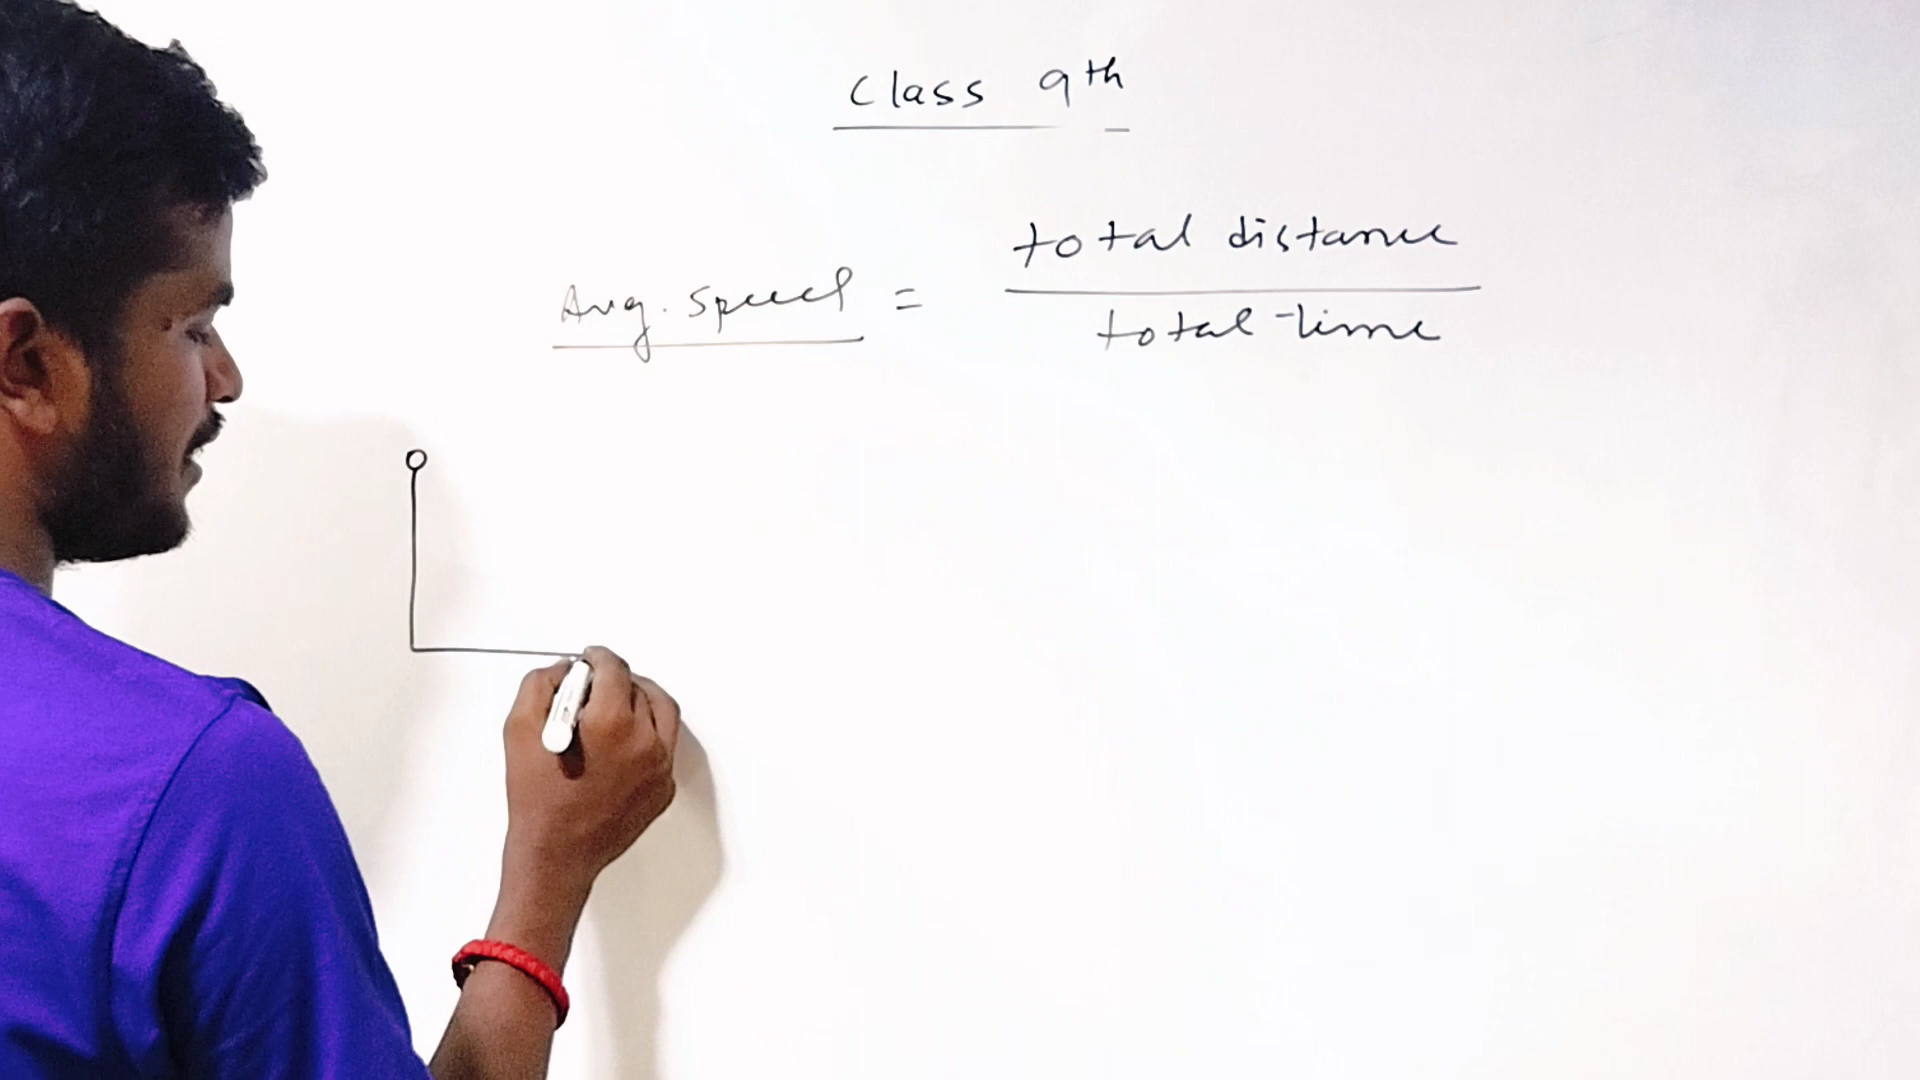 Class 9th
total distance
Avg. speed =
total time